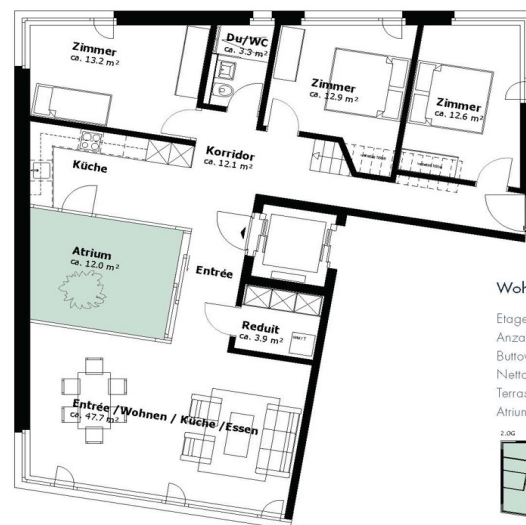 Zimmer
ca. 13.2 m²
Du/WC
ca. 3.3 m²
Zimmer
ca. 12.9 m²
Zimmer
ca. 12.6 m²
Korridor
ca. 12.1 m²
Küche
Atrium
ca. 12.0 m²
Entrée
Reduit
ca. 3.9 m²
WM/T
Entrée /Wohnen / Küche /Essen
ca. 47.7 m²
Woh
Etage
Anza
Butto
Netto
Terras
Atrium
2.OG